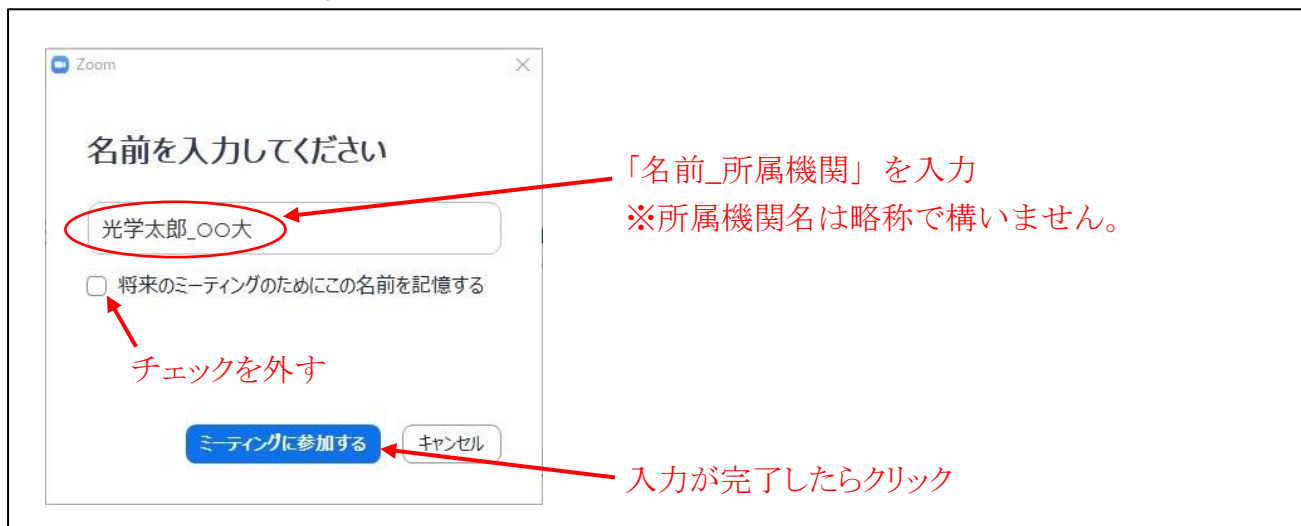 Zoom
名前を入力してください
「名前_所属機関」を入力
※所属機関名は略称で構いません。
光学太郎_○○大
将来のミーティングのためにこの名前を記憶する
チェックを外す
ミーティングに参加する
キャンセル
入力が完了したらクリック